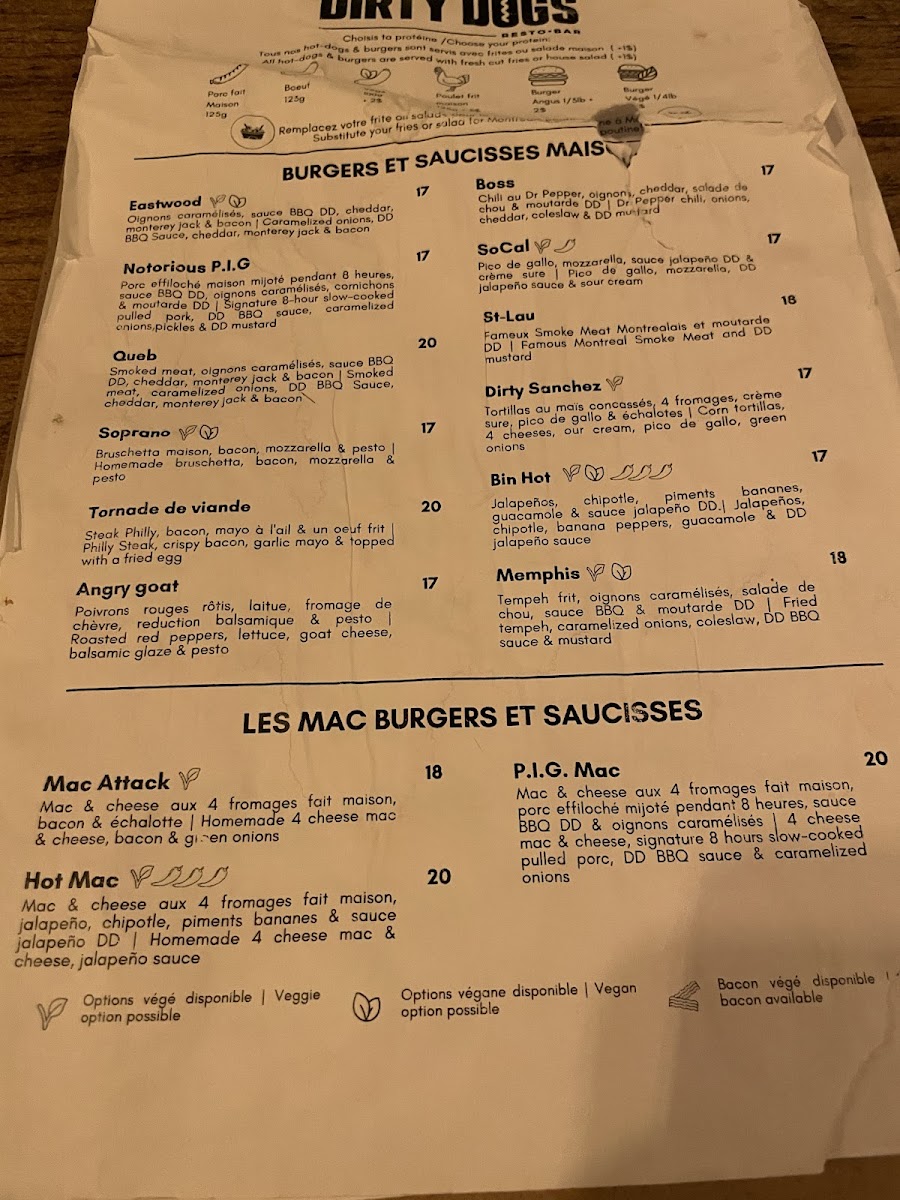 DIRTY DOGS
RESTO-BAR
Choisis ta protéine /Choose your protein:
Tous nos hot-dogs & burgers sont servis avec frites ou salade maison ( +1$)
All hot-dogs & burgers are served with fresh cut fries or house salad ( +1$)
Porc fait
Maison
125g
Boeuf
125g
+ 2$
Poulet frit
maison
Burger
Angus 1/5lb +
2$
Burger
Végé 1/4lb
Remplacez votre frite ou salade
Substitute your fries or salad for
poutine
BURGERS ET SAUCISSES MAIS
Eastwood 17
Oignons caramélisés, sauce BBQ DD, cheddar,
monterey jack & bacon | Caramelized onions, DD
BBQ Sauce, cheddar, monterey jack & bacon
Notorious P.I.G 17
Porc effiloché maison mijoté pendant 8 heures,
sauce BBQ DD, oignons caramélisés, cornichons
& moutarde DD | Signature 8-hour slow-cooked
pulled pork, DD BBQ sauce, caramelized
onions,pickles & DD mustard
Queb 20
Smoked meat, oignons caramélisés, sauce BBQ
DD, cheddar, monterey jack & bacon | Smoked
meat, caramelized onions, DD BBQ Sauce,
cheddar, monterey jack & bacon
Soprano 17
Bruschetta maison, bacon, mozzarella & pesto |
Homemade bruschetta, bacon, mozzarella &
pesto
Tornade de viande 20
Steak Philly, bacon, mayo à l'ail & un oeuf frit |
Philly Steak, crispy bacon, garlic mayo & topped
with a fried egg
Angry goat 17
Poivrons rouges rôtis, laitue, fromage de
chèvre, reduction balsamique & pesto |
Roasted red peppers, lettuce, goat cheese,
balsamic glaze & pesto
Boss 17
Chili au Dr Pepper, oignons, cheddar, salade de
chou & moutarde DD | Dr Pepper chili, onions,
cheddar, coleslaw & DD mustard
SoCal 17
Pico de gallo, mozzarella, sauce jalapeño DD &
crème sure | Pico de gallo, mozzarella, DD
jalapeño sauce & sour cream
St-Lau 18
Fameux Smoke Meat Montrealais et moutarde
DD | Famous Montreal Smoke Meat and DD
mustard
Dirty Sanchez 17
Tortillas au maïs concassés, 4 fromages, crème
sure, pico de gallo & échalotes | Corn tortillas,
4 cheeses, our cream, pico de gallo, green
onions
Bin Hot 17
Jalapeños, chipotle, piments bananes,
guacamole & sauce jalapeño DD.| Jalapeños,
chipotle, banana peppers, guacamole & DD
jalapeño sauce
Memphis 18
Tempeh frit, oignons caramélisés, salade de
chou, sauce BBQ & moutarde DD | Fried
tempeh, caramelized onions, coleslaw, DD BBQ
sauce & mustard
LES MAC BURGERS ET SAUCISSES
Mac Attack 18
Mac & cheese aux 4 fromages fait maison,
bacon & échalotte | Homemade 4 cheese mac
& cheese, bacon & green onions
Hot Mac 20
Mac & cheese aux 4 fromages fait maison,
jalapeño, chipotle, piments bananes & sauce
jalapeño DD | Homemade 4 cheese mac &
cheese, jalapeño sauce
P.I.G. Mac 20
Mac & cheese aux 4 fromages fait maison,
porc effiloché mijoté pendant 8 heures, sauce
BBQ DD & oignons caramélisés | 4 cheese
mac & cheese, signature 8 hours slow-cooked
pulled porc, DD BBQ sauce & caramelized
onions
Options végé disponible | Veggie
option possible
Options végane disponible | Vegan
option possible
Bacon végé disponible
bacon available